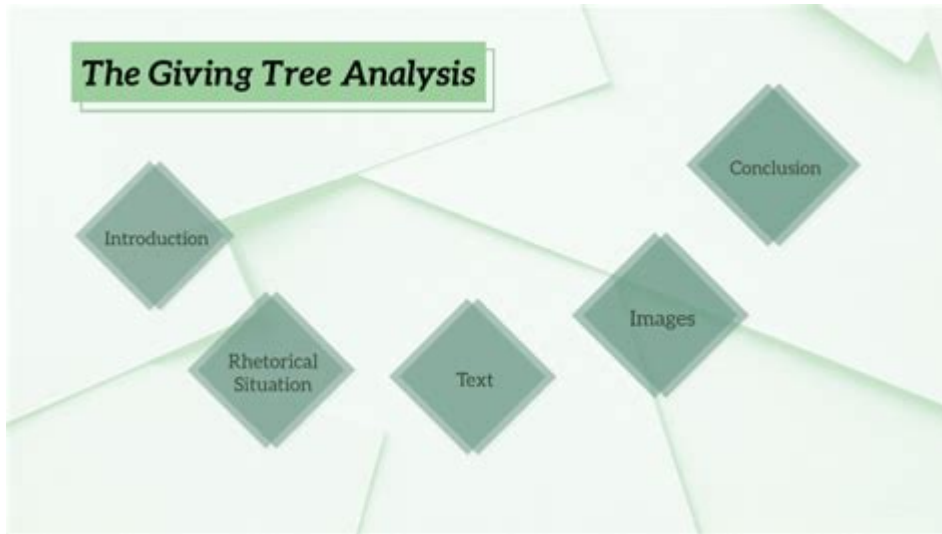 The Giving Tree Analysis
Introduction
Rhetorical
Situation
Text
Images
Conclusion